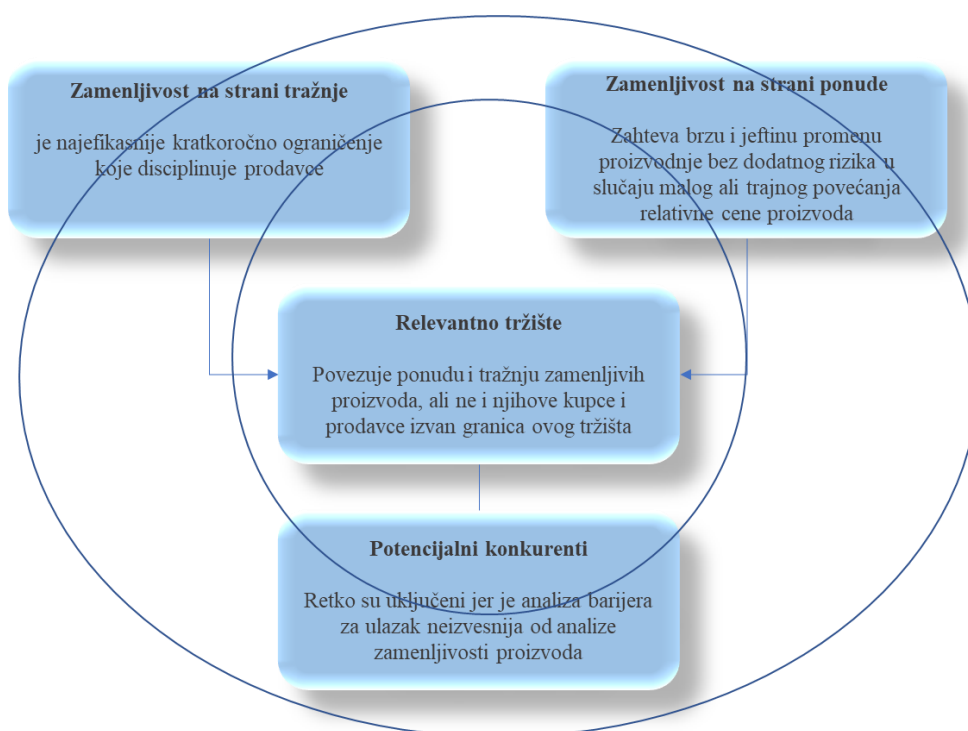 Zamenljivost na strani tražnje
je najefikasnije kratkoročno ograničenje
koje disciplinuje prodavce
Zamenljivost na strani ponude
Zahteva brzu i jeftinu promenu
proizvodnje bez dodatnog rizika u
slučaju malog ali trajnog povećanja
relativne cene proizvoda
Relevantno tržište
Povezuje ponudu i tražnju zamenljivih
proizvoda, ali ne i njihove kupce i
prodavce izvan granica ovog tržišta
Potencijalni konkurenti
Retko su uključeni jer je analiza barijera
za ulazak neizvesnija od analize
zamenljivosti proizvoda